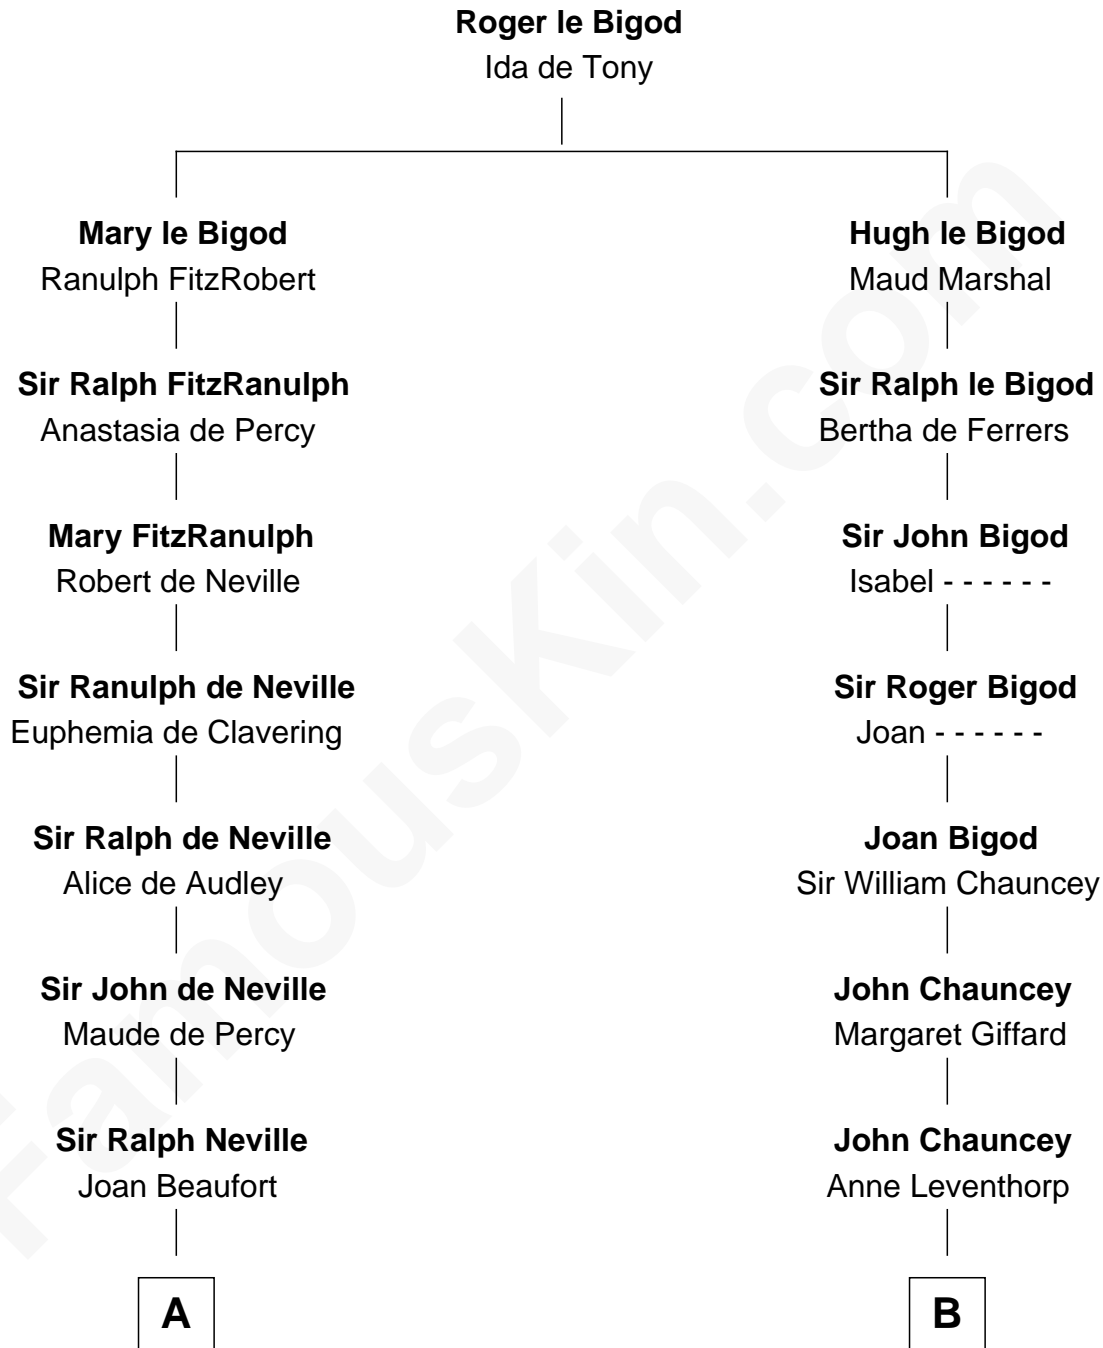 Roger le Bigod
Ida de Tony
Mary le Bigod
Ranulph FitzRobert
Hugh le Bigod
Maud Marshal
Sir Ralph FitzRanulph
Anastasia de Percy
Sir Ralph le Bigod
Bertha de Ferrers
Mary FitzRanulph
Robert de Neville
Sir John Bigod
Isabel - - - - - -
Sir Ranulph de Neville
Euphemia de Clavering
Sir Roger Bigod
Joan - - - - - -
Sir Ralph de Neville
Alice de Audley
Joan Bigod
Sir William Chauncey
Sir John de Neville
Maude de Percy
John Chauncey
Margaret Giffard
Sir Ralph Neville
Joan Beaufort
John Chauncey
Anne Leventhorp
A
B
FamousKin.com